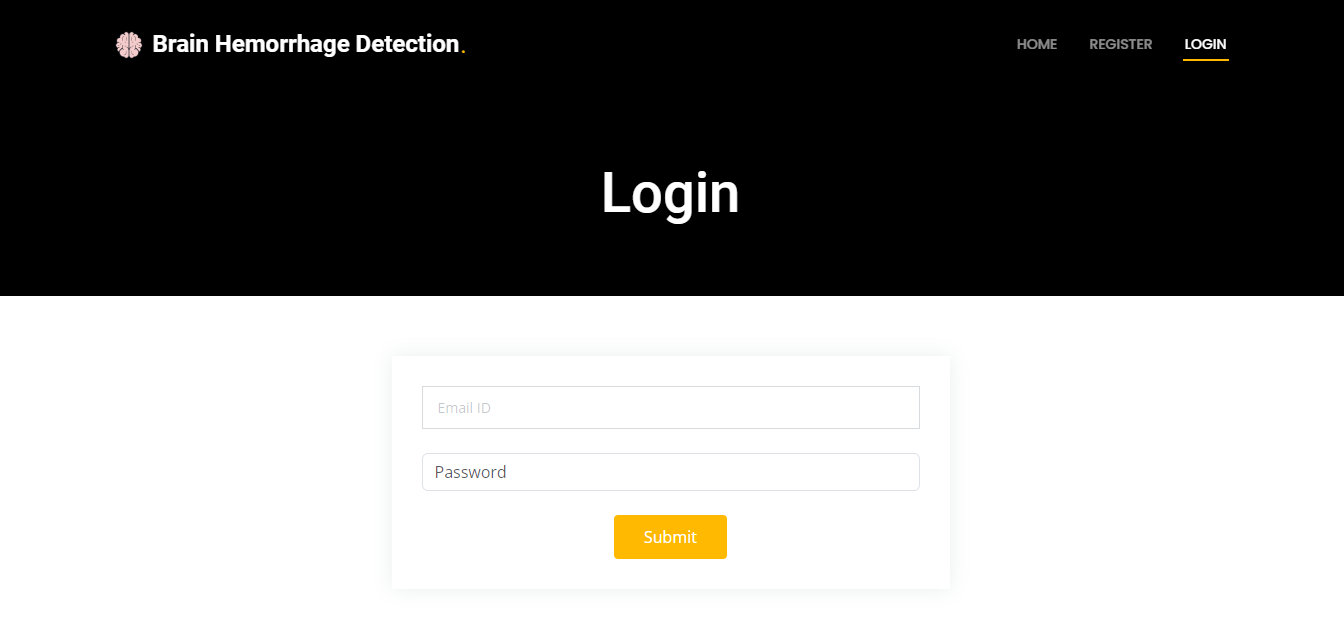 Brain Hemorrhage Detection.
HOME REGISTER LOGIN
Login
Email ID
Password
Submit